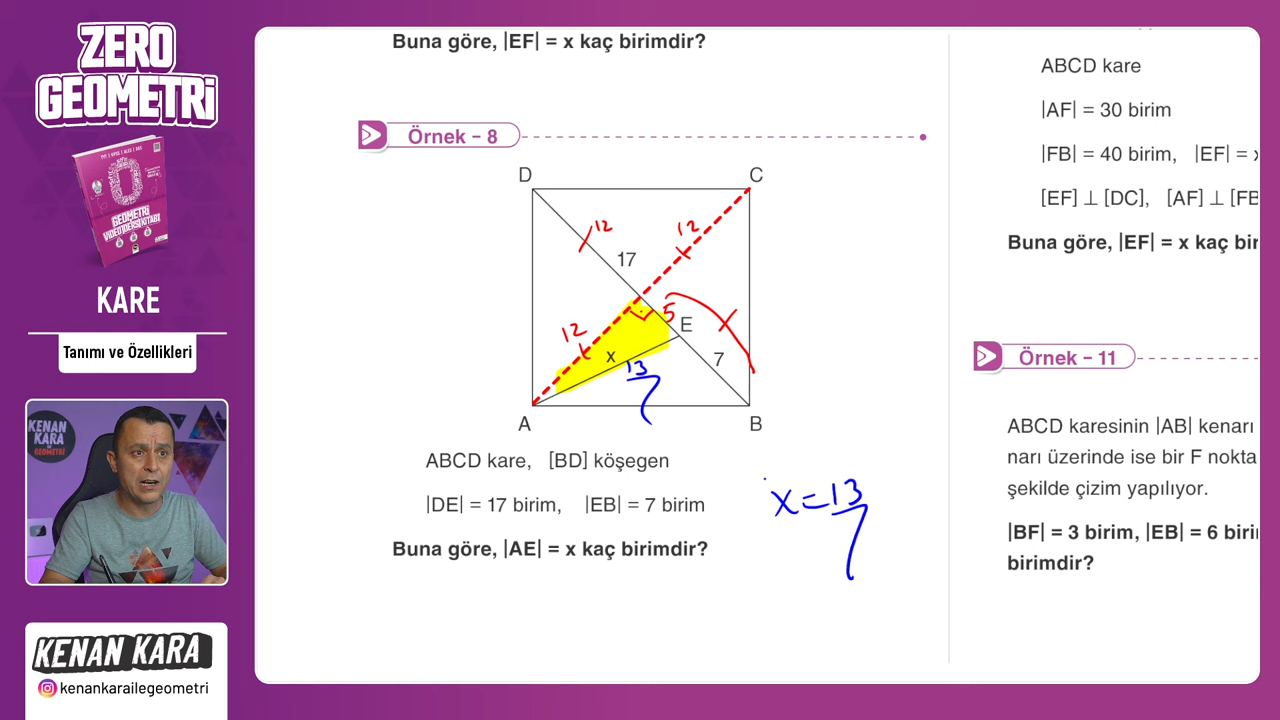 ZERO
GEOMETRİ
GEOMETRİ
VİDEO DERS KİTABI
KARE
Tanımı ve Özellikleri
KENAN
KARA
GEOMETRİ
KENAN KARA
kenankarailegeometri
Buna göre, |EF| = x kaç birimdir?
Örnek – 8
D
C
12
12
17
12
5
E
x
13
7
A
B
ABCD kare, [BD] köşegen
|DE| = 17 birim, |EB| = 7 birim
x = 13
Buna göre, |AE| = x kaç birimdir?
ABCD kare
|AF| = 30 birim
|FB| = 40 birim, |EF| = x
[EF] ⊥ [DC], [AF] ⊥ [FB
Buna göre, |EF| = x kaç bir
Örnek – 11
ABCD karesinin |AB| kenarı
narı üzerinde ise bir F nokta
şekilde çizim yapılıyor.
|BF| = 3 birim, |EB| = 6 biri
birimdir?